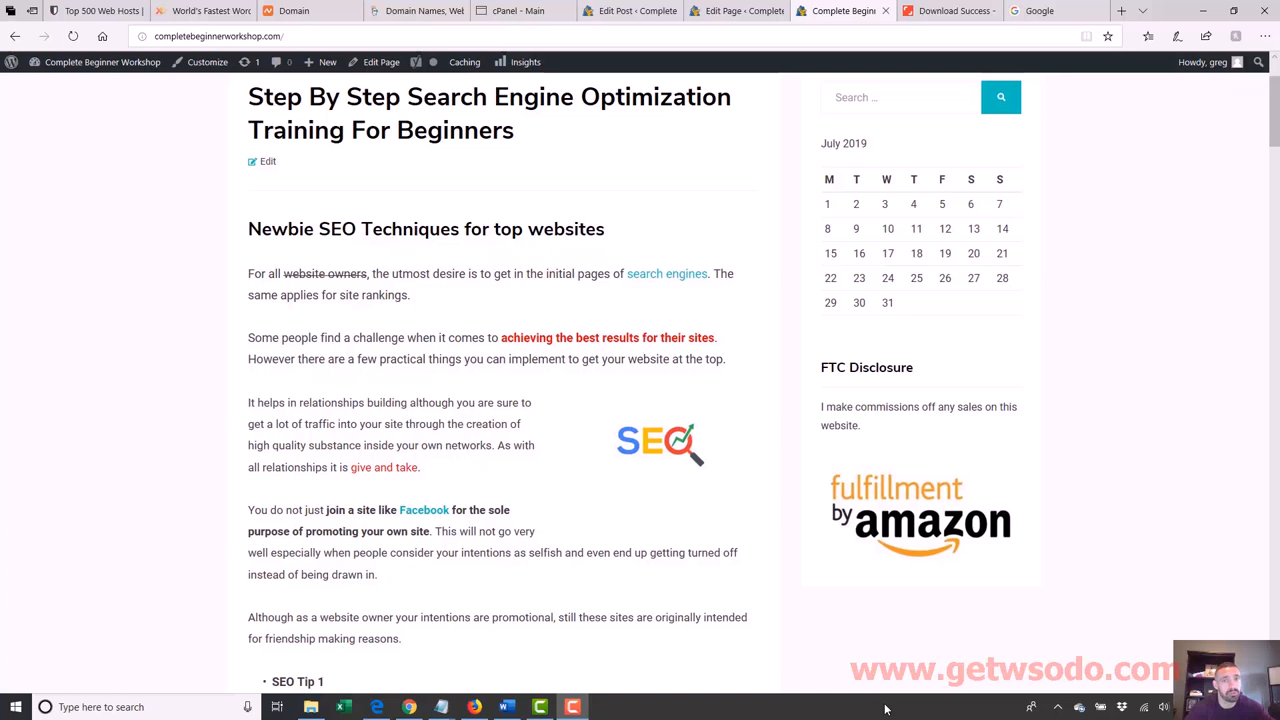 Top 500 Web Hosts |
World's Fastest Wor
Domain
Domain Names, Wel
cPanel - Main
Edit Post ‹ Complete
Edit Page ‹ Complete
Complete Beginn
Download Success -
Google
completebeginnerworkshop.com/
Complete Beginner Workshop
Customize
1
0
New
Edit Page
Caching
Insights
Howdy, greg
Step By Step Search Engine Optimization
Training For Beginners
Edit
Newbie SEO Techniques for top websites
For all website owners, the utmost desire is to get in the initial pages of search engines. The
same applies for site rankings.
Some people find a challenge when it comes to achieving the best results for their sites.
However there are a few practical things you can implement to get your website at the top.
It helps in relationships building although you are sure to
get a lot of traffic into your site through the creation of
high quality substance inside your own networks. As with
all relationships it is give and take.
SEO
You do not just join a site like Facebook for the sole
purpose of promoting your own site. This will not go very
well especially when people consider your intentions as selfish and even end up getting turned off
instead of being drawn in.
Although as a website owner your intentions are promotional, still these sites are originally intended
for friendship making reasons.
• SEO Tip 1
Search …
July 2019
M T W T F S S
1 2 3 4 5 6 7
8 9 10 11 12 13 14
15 16 17 18 19 20 21
22 23 24 25 26 27 28
29 30 31
FTC Disclosure
I make commissions off any sales on this
website.
fulfillment
by amazon
www.getwsodo.com
Type here to search